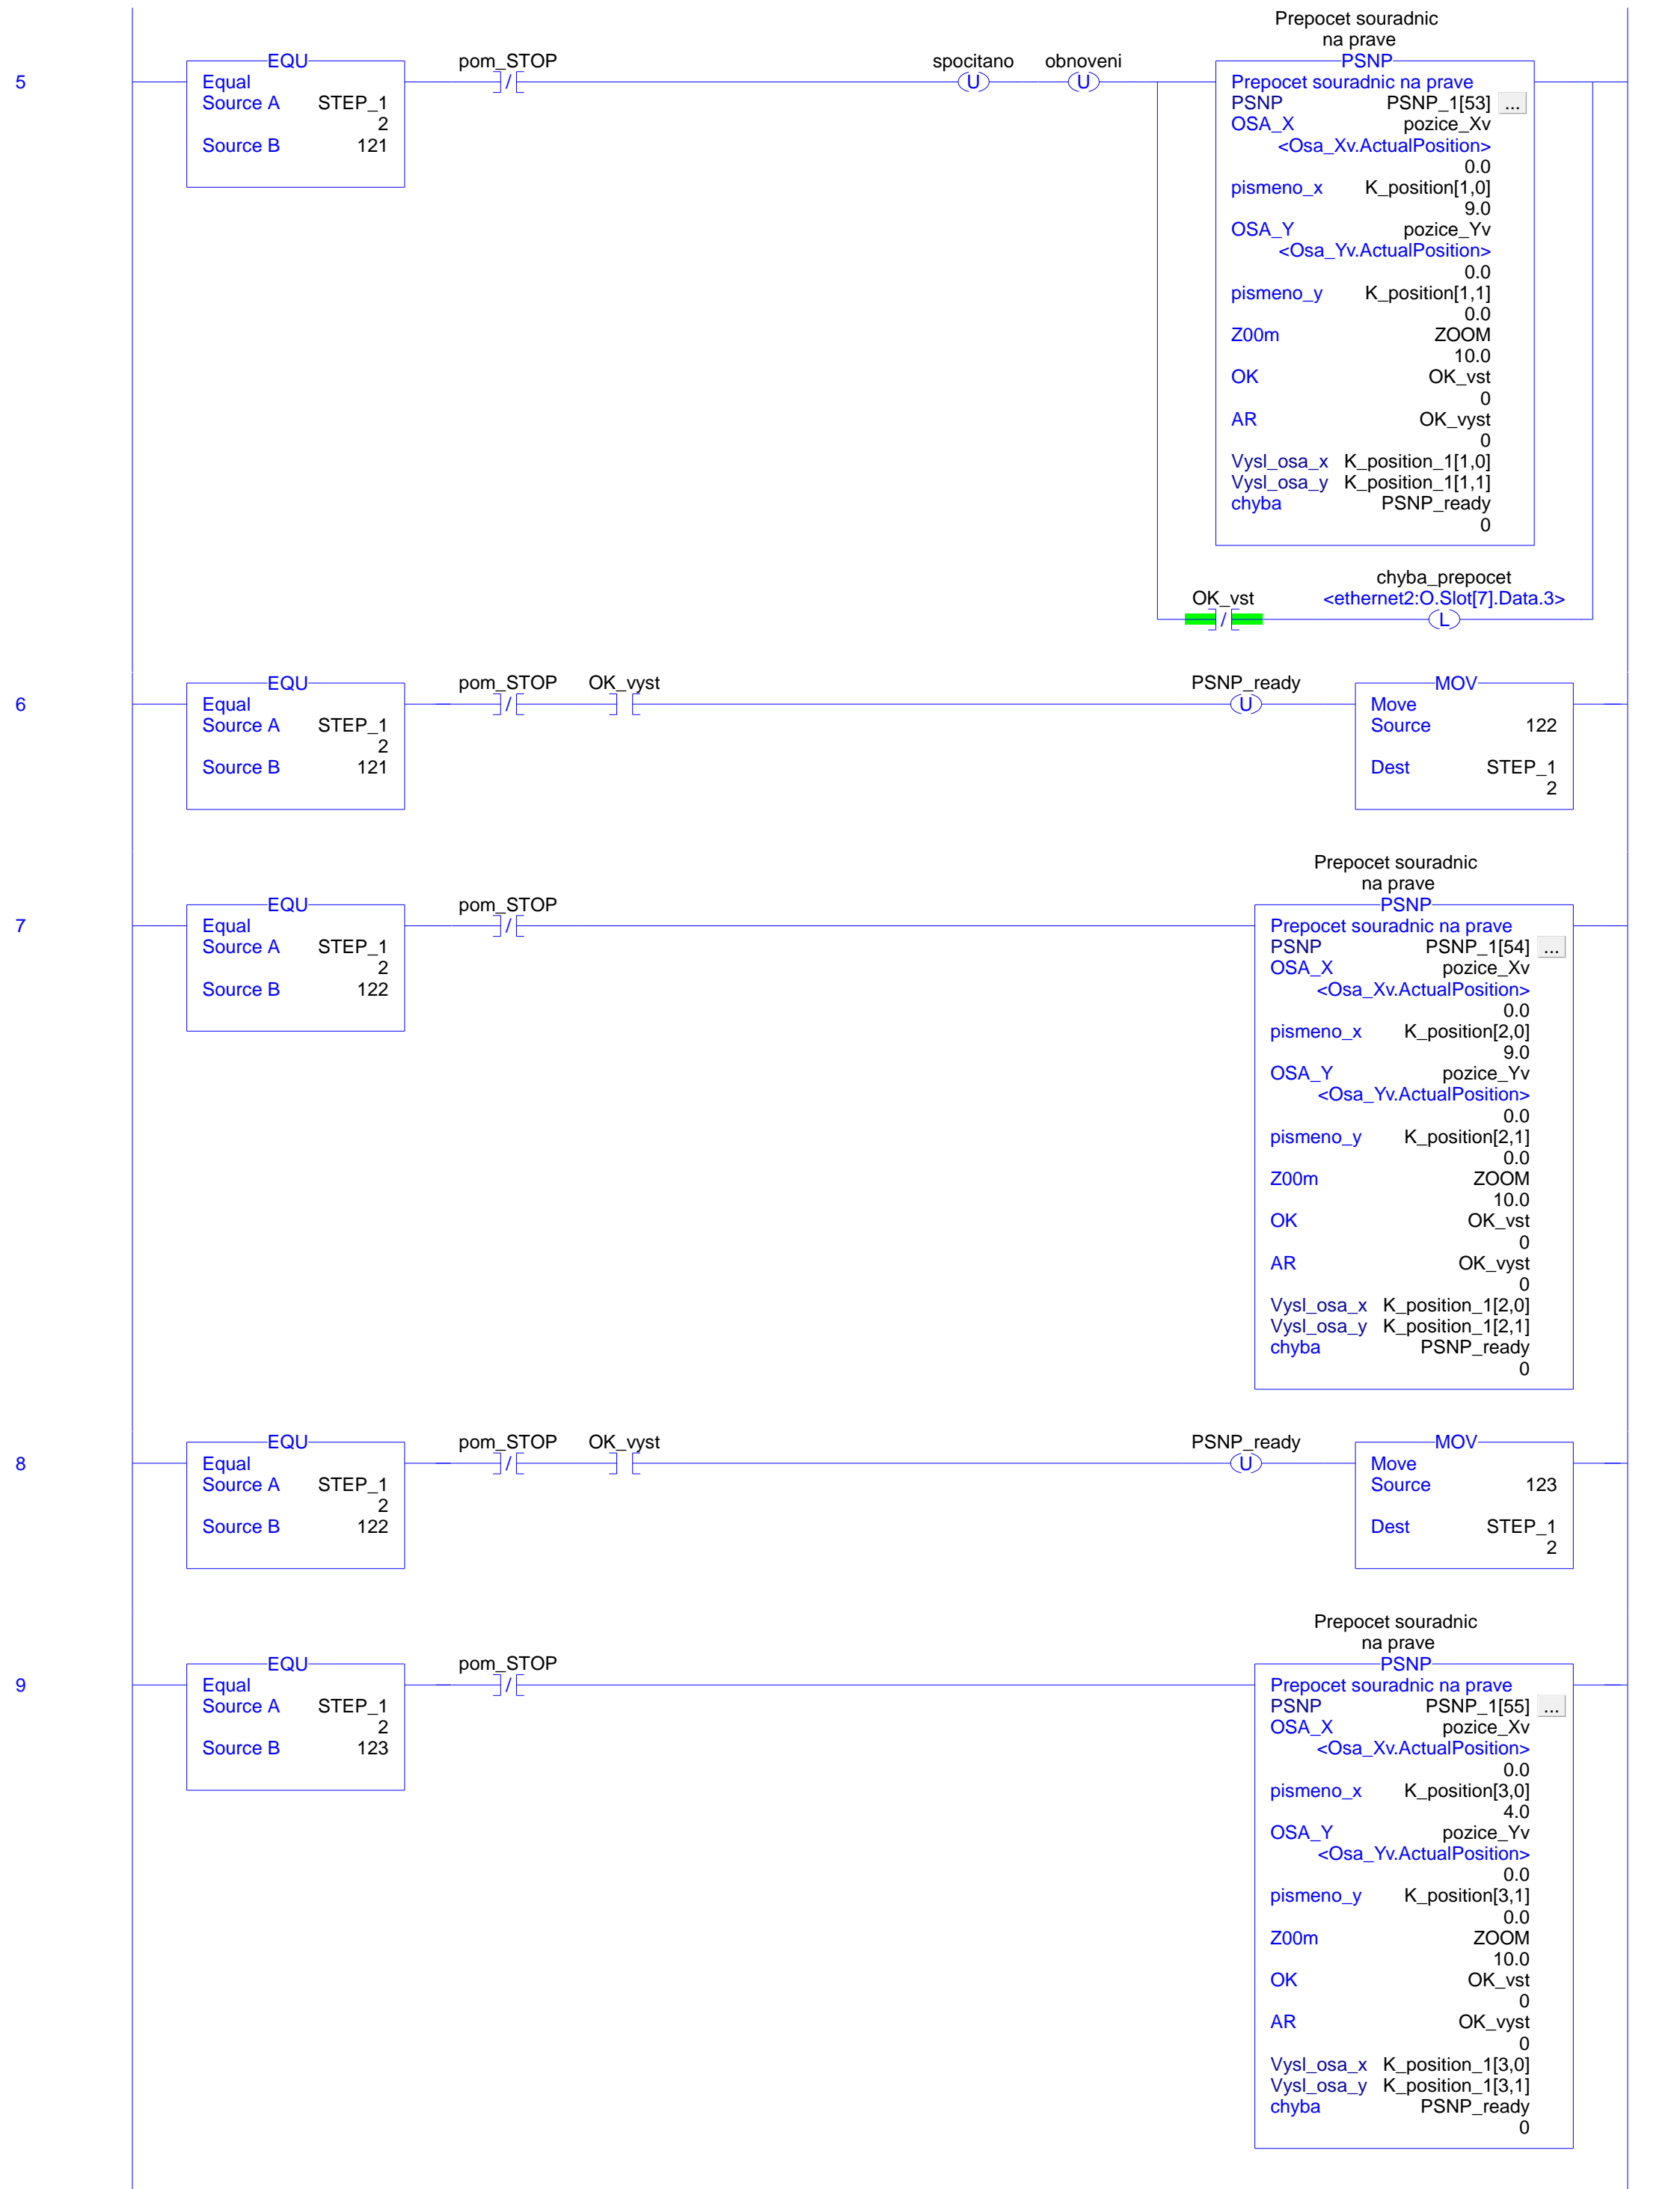 Prepocet souradnic
na prave
5
EQU
Equal
Source A STEP_1
2
Source B 121
pom_STOP
/
spocitano
U
obnoveni
U
PSNP
Prepocet souradnic na prave
PSNP PSNP_1[53] ...
OSA_X pozice_Xv
<Osa_Xv.ActualPosition>
0.0
pismeno_x K_position[1,0]
9.0
OSA_Y pozice_Yv
<Osa_Yv.ActualPosition>
0.0
pismeno_y K_position[1,1]
0.0
Z00m ZOOM
10.0
OK OK_vst
0
AR OK_vyst
0
Vysl_osa_x K_position_1[1,0]
Vysl_osa_y K_position_1[1,1]
chyba PSNP_ready
0
OK_vst
/
chyba_prepocet
<ethernet2:O.Slot[7].Data.3>
L
6
EQU
Equal
Source A STEP_1
2
Source B 121
pom_STOP
/
OK_vyst
PSNP_ready
U
MOV
Move
Source 122
Dest STEP_1
2
Prepocet souradnic
na prave
7
EQU
Equal
Source A STEP_1
2
Source B 122
pom_STOP
/
PSNP
Prepocet souradnic na prave
PSNP PSNP_1[54] ...
OSA_X pozice_Xv
<Osa_Xv.ActualPosition>
0.0
pismeno_x K_position[2,0]
9.0
OSA_Y pozice_Yv
<Osa_Yv.ActualPosition>
0.0
pismeno_y K_position[2,1]
0.0
Z00m ZOOM
10.0
OK OK_vst
0
AR OK_vyst
0
Vysl_osa_x K_position_1[2,0]
Vysl_osa_y K_position_1[2,1]
chyba PSNP_ready
0
8
EQU
Equal
Source A STEP_1
2
Source B 122
pom_STOP
/
OK_vyst
PSNP_ready
U
MOV
Move
Source 123
Dest STEP_1
2
Prepocet souradnic
na prave
9
EQU
Equal
Source A STEP_1
2
Source B 123
pom_STOP
/
PSNP
Prepocet souradnic na prave
PSNP PSNP_1[55] ...
OSA_X pozice_Xv
<Osa_Xv.ActualPosition>
0.0
pismeno_x K_position[3,0]
4.0
OSA_Y pozice_Yv
<Osa_Yv.ActualPosition>
0.0
pismeno_y K_position[3,1]
0.0
Z00m ZOOM
10.0
OK OK_vst
0
AR OK_vyst
0
Vysl_osa_x K_position_1[3,0]
Vysl_osa_y K_position_1[3,1]
chyba PSNP_ready
0